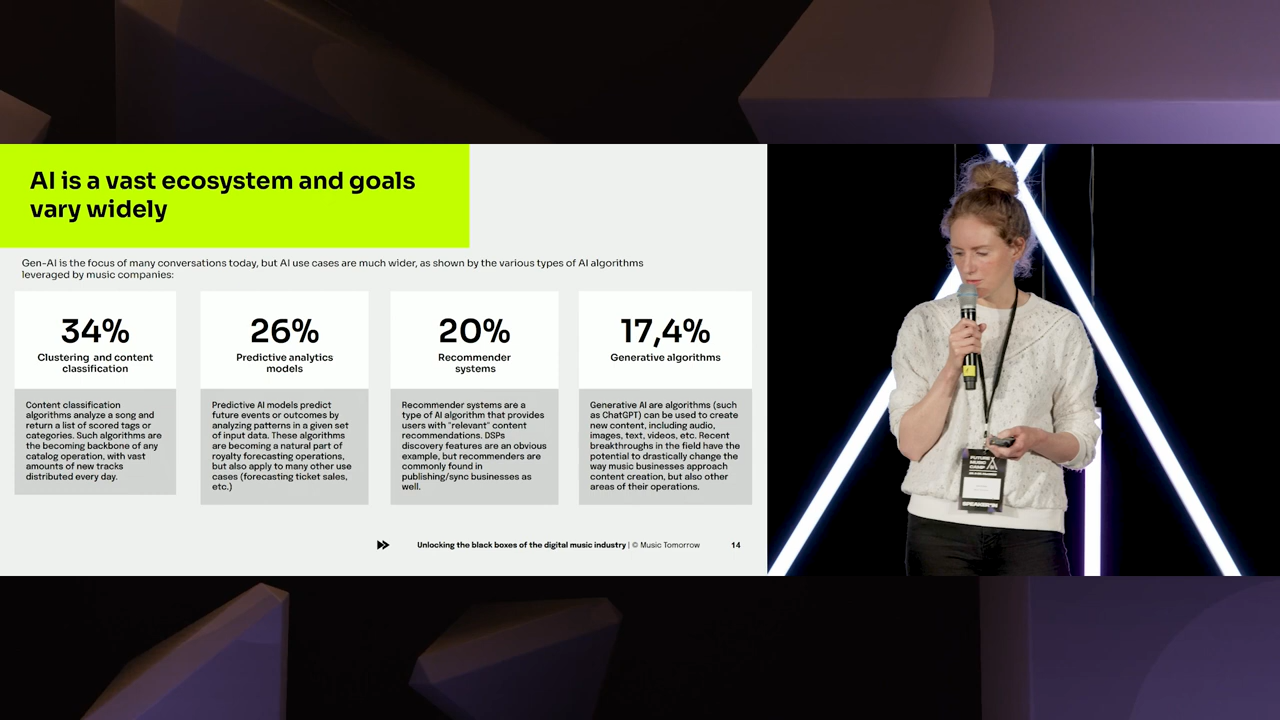 AI is a vast ecosystem and goals
vary widely
Gen-AI is the focus of many conversations today, but AI use cases are much wider, as shown by the various types of AI algorithms
leveraged by music companies:
34%
Clustering and content
classification
Content classification
algorithms analyze a song and
return a list of scored tags or
categories. Such algorithms are
the becoming backbone of any
catalog operation, with vast
amounts of new tracks
distributed every day.
26%
Predictive analytics
models
Predictive AI models predict
future events or outcomes by
analyzing patterns in a given set
of input data. These algorithms
are becoming a natural part of
royalty forecasting operations,
but also apply to many other use
cases (forecasting ticket sales,
etc.)
20%
Recommender
systems
Recommender systems are a
type of AI algorithm that provides
users with "relevant" content
recommendations. DSPs
discovery features are an obvious
example, but recommenders are
commonly found in
publishing/sync businesses as
well.
17,4%
Generative algorithms
Generative AI are algorithms (such
as ChatGPT) can be used to create
new content, including audio,
images, text, videos, etc. Recent
breakthroughs in the field have the
potential to drastically change the
way music businesses approach
content creation, but also other
areas of their operations.
Unlocking the black boxes of the digital music industry | © Music Tomorrow
14
FUTURE
MUSIC
CAMP
SPEAKER*IN